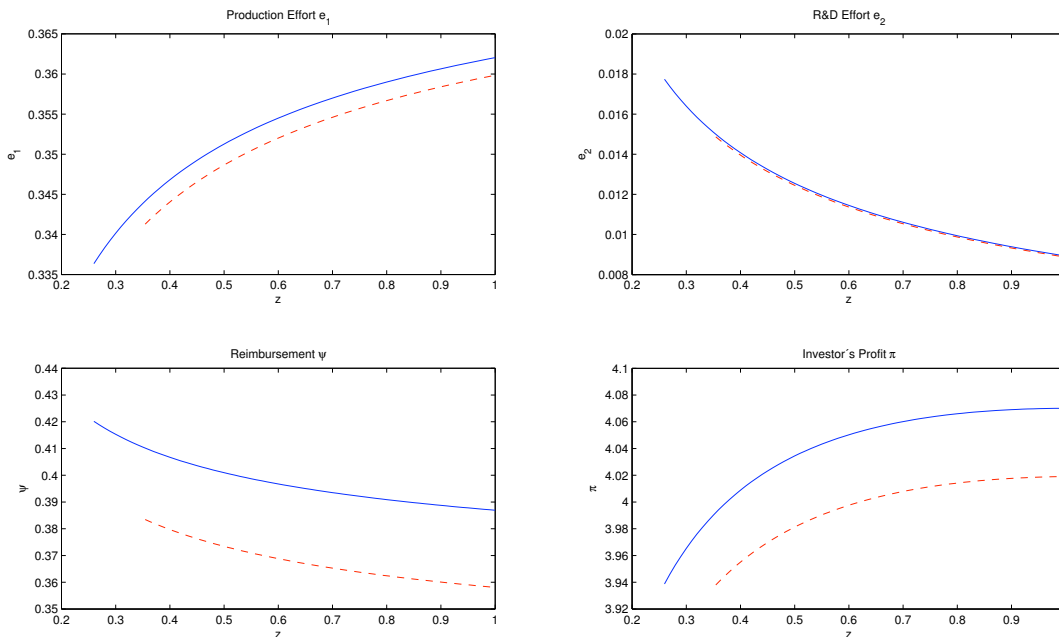 Production Effort e1
0.365
0.36
0.355
0.35
0.345
0.34
0.335
e1
0.2 0.3 0.4 0.5 0.6 0.7 0.8 0.9 1
z
R&D Effort e2
0.02
0.018
0.016
0.014
0.012
0.01
0.008
e2
0.2 0.3 0.4 0.5 0.6 0.7 0.8 0.9
z
Reimbursement ψ
0.44
0.43
0.42
0.41
0.4
0.39
0.38
0.37
0.36
0.35
ψ
0.2 0.3 0.4 0.5 0.6 0.7 0.8 0.9 1
z
Investor´s Profit π
4.1
4.08
4.06
4.04
4.02
4
3.98
3.96
3.94
3.92
π
0.2 0.3 0.4 0.5 0.6 0.7 0.8 0.9
z